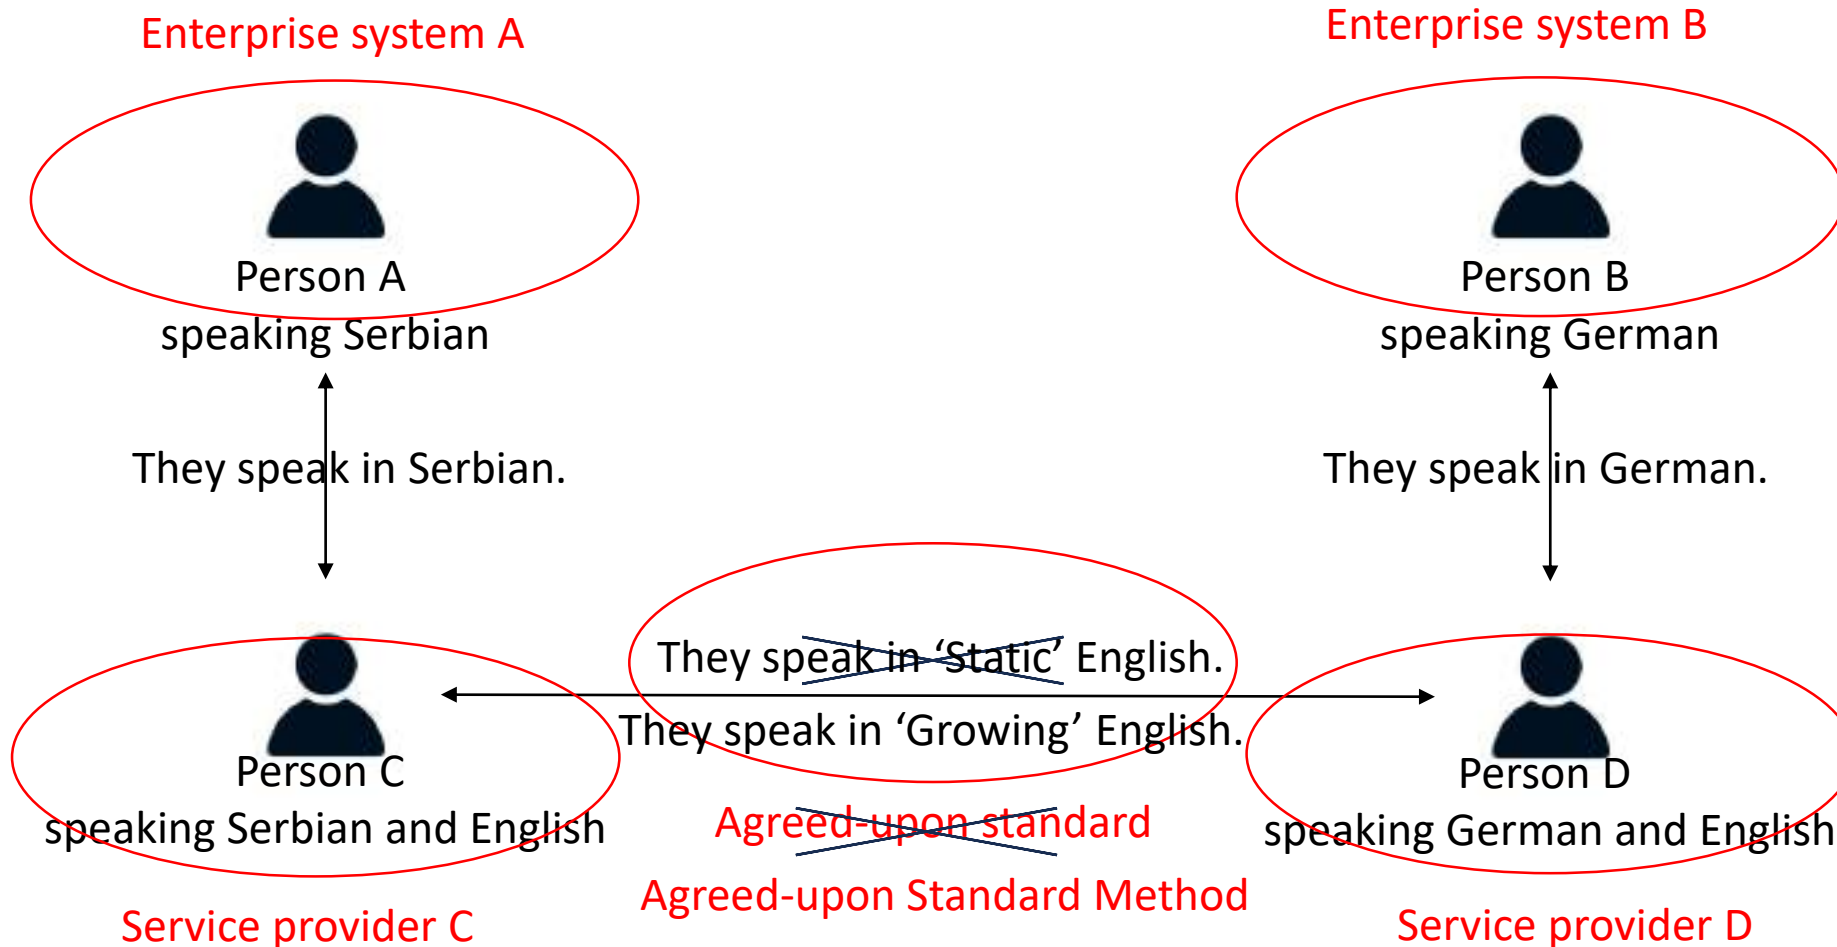 Enterprise system A
Enterprise system B
Person A
speaking Serbian
Person B
speaking German
They speak in Serbian.
They speak in German.
They speak in ‘Static’ English.
They speak in ‘Growing’ English.
Person C
speaking Serbian and English
Person D
speaking German and English
Agreed-upon standard
Agreed-upon Standard Method
Service provider C
Service provider D